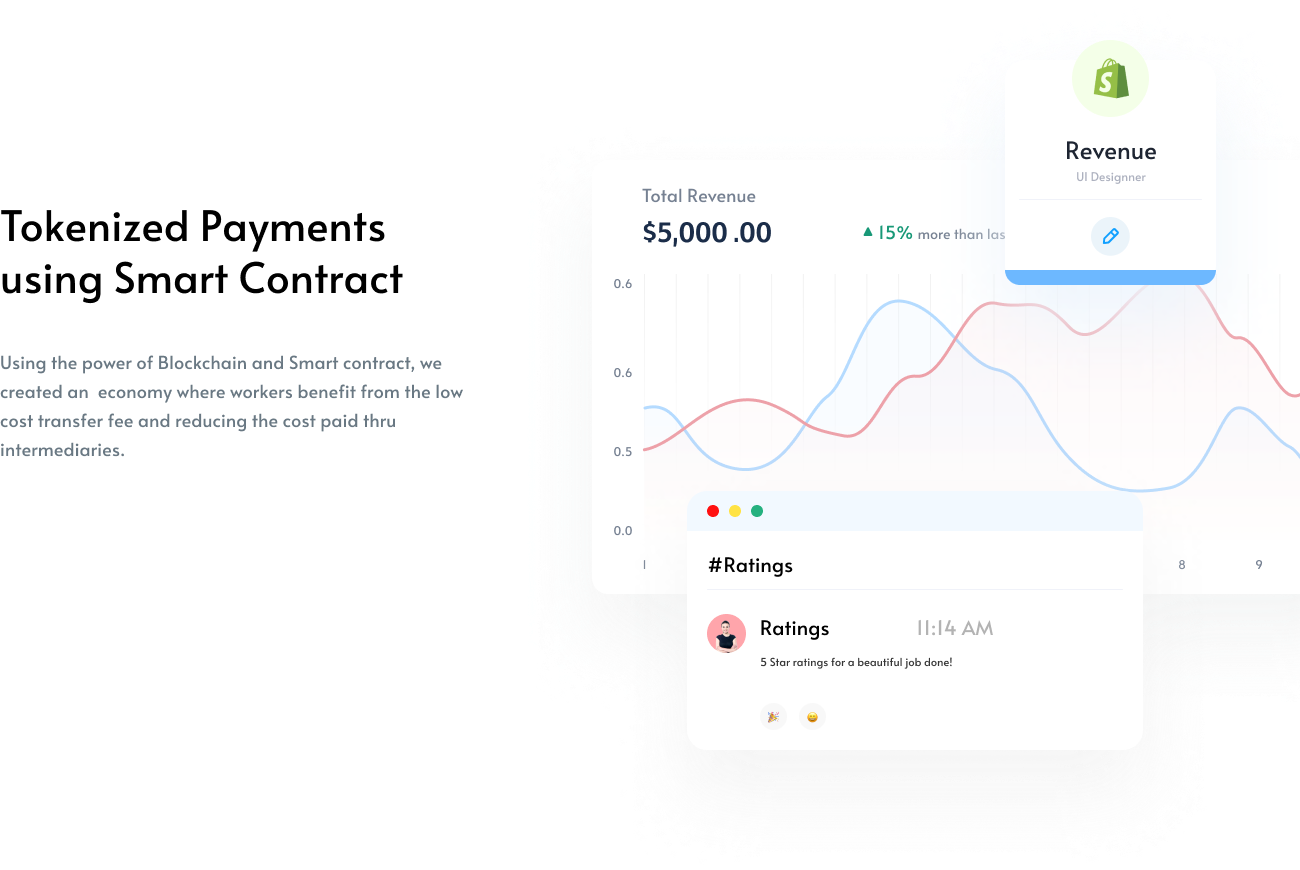 Tokenized Payments
using Smart Contract
Using the power of Blockchain and Smart contract, we
created an  economy where workers benefit from the low
cost transfer fee and reducing the cost paid thru
intermediaries.
S
Revenue
UI Designner
Total Revenue
$5,000 .00
15% more than las
0.6
0.6
0.5
0.0
1
8
9
#Ratings
Ratings 11:14 AM
5 Star ratings for a beautiful job done!